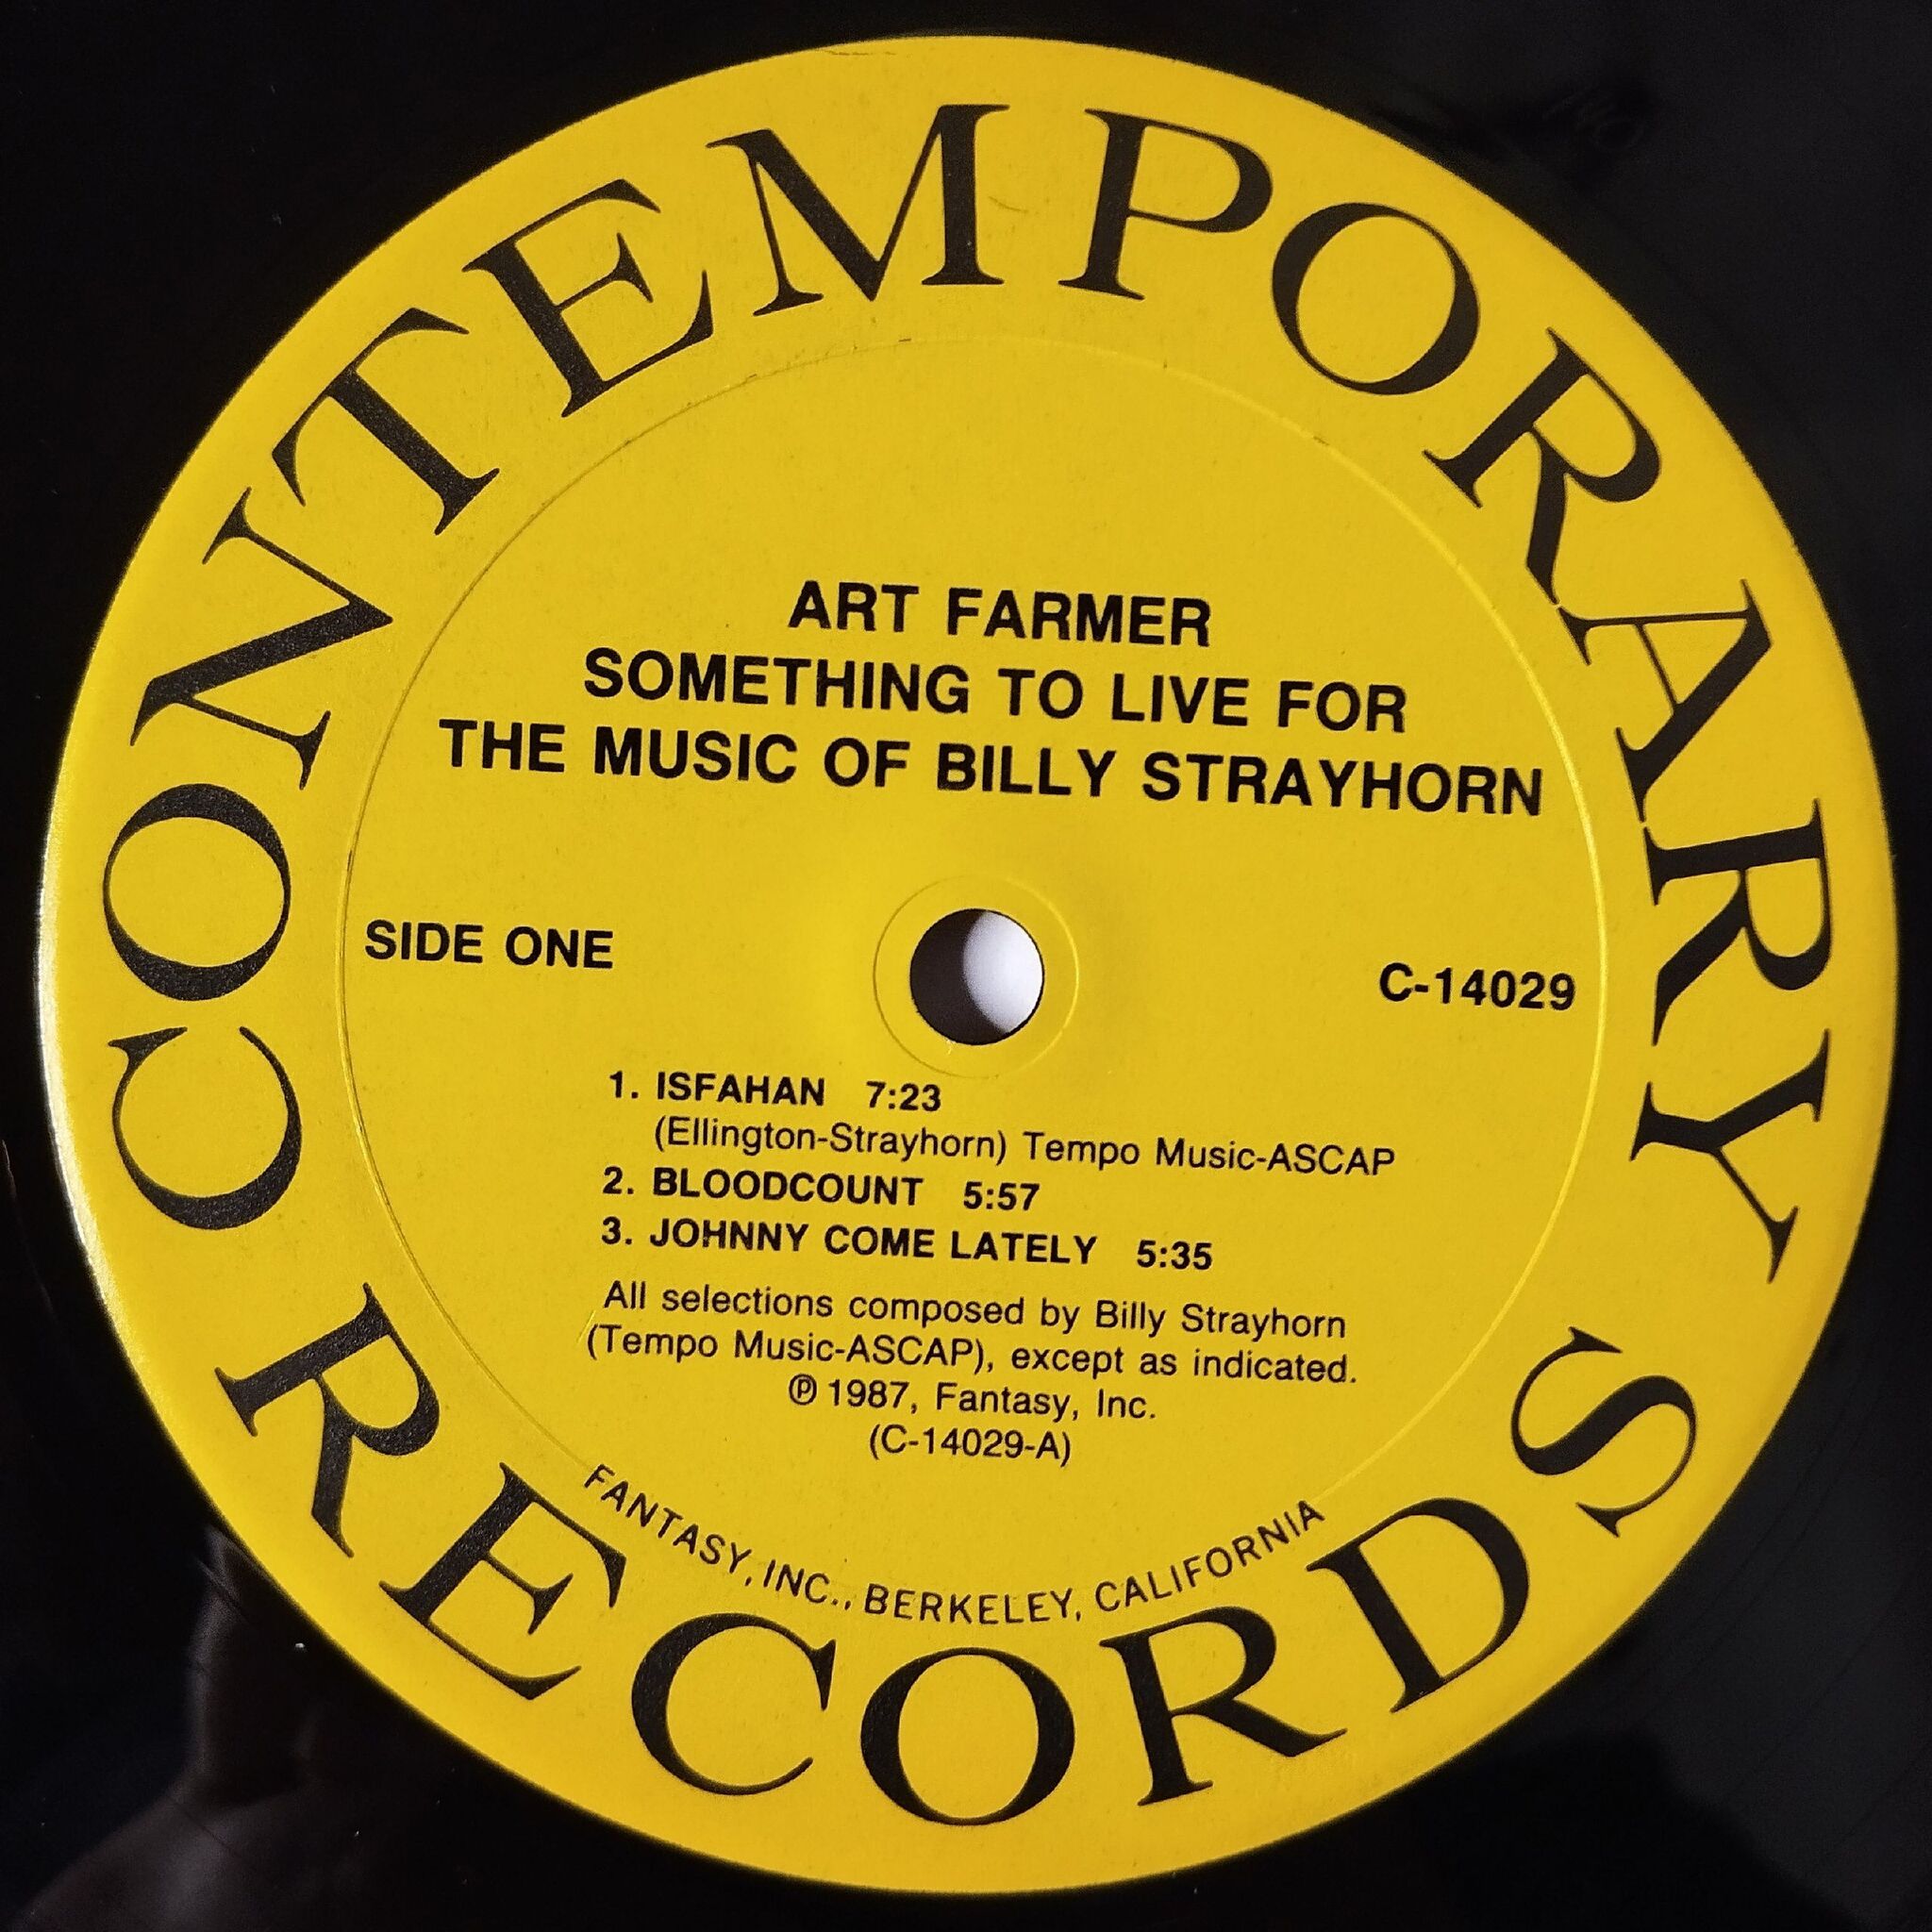 CONTEMPORARY RECORDS
ART FARMER
SOMETHING TO LIVE FOR
THE MUSIC OF BILLY STRAYHORN
SIDE ONE
C-14029
1. ISFAHAN 7:23
(Ellington-Strayhorn) Tempo Music-ASCAP
2. BLOODCOUNT 5:57
3. JOHNNY COME LATELY 5:35
All selections composed by Billy Strayhorn
(Tempo Music-ASCAP), except as indicated.
℗ 1987, Fantasy, Inc.
(C-14029-A)
FANTASY, INC., BERKELEY, CALIFORNIA